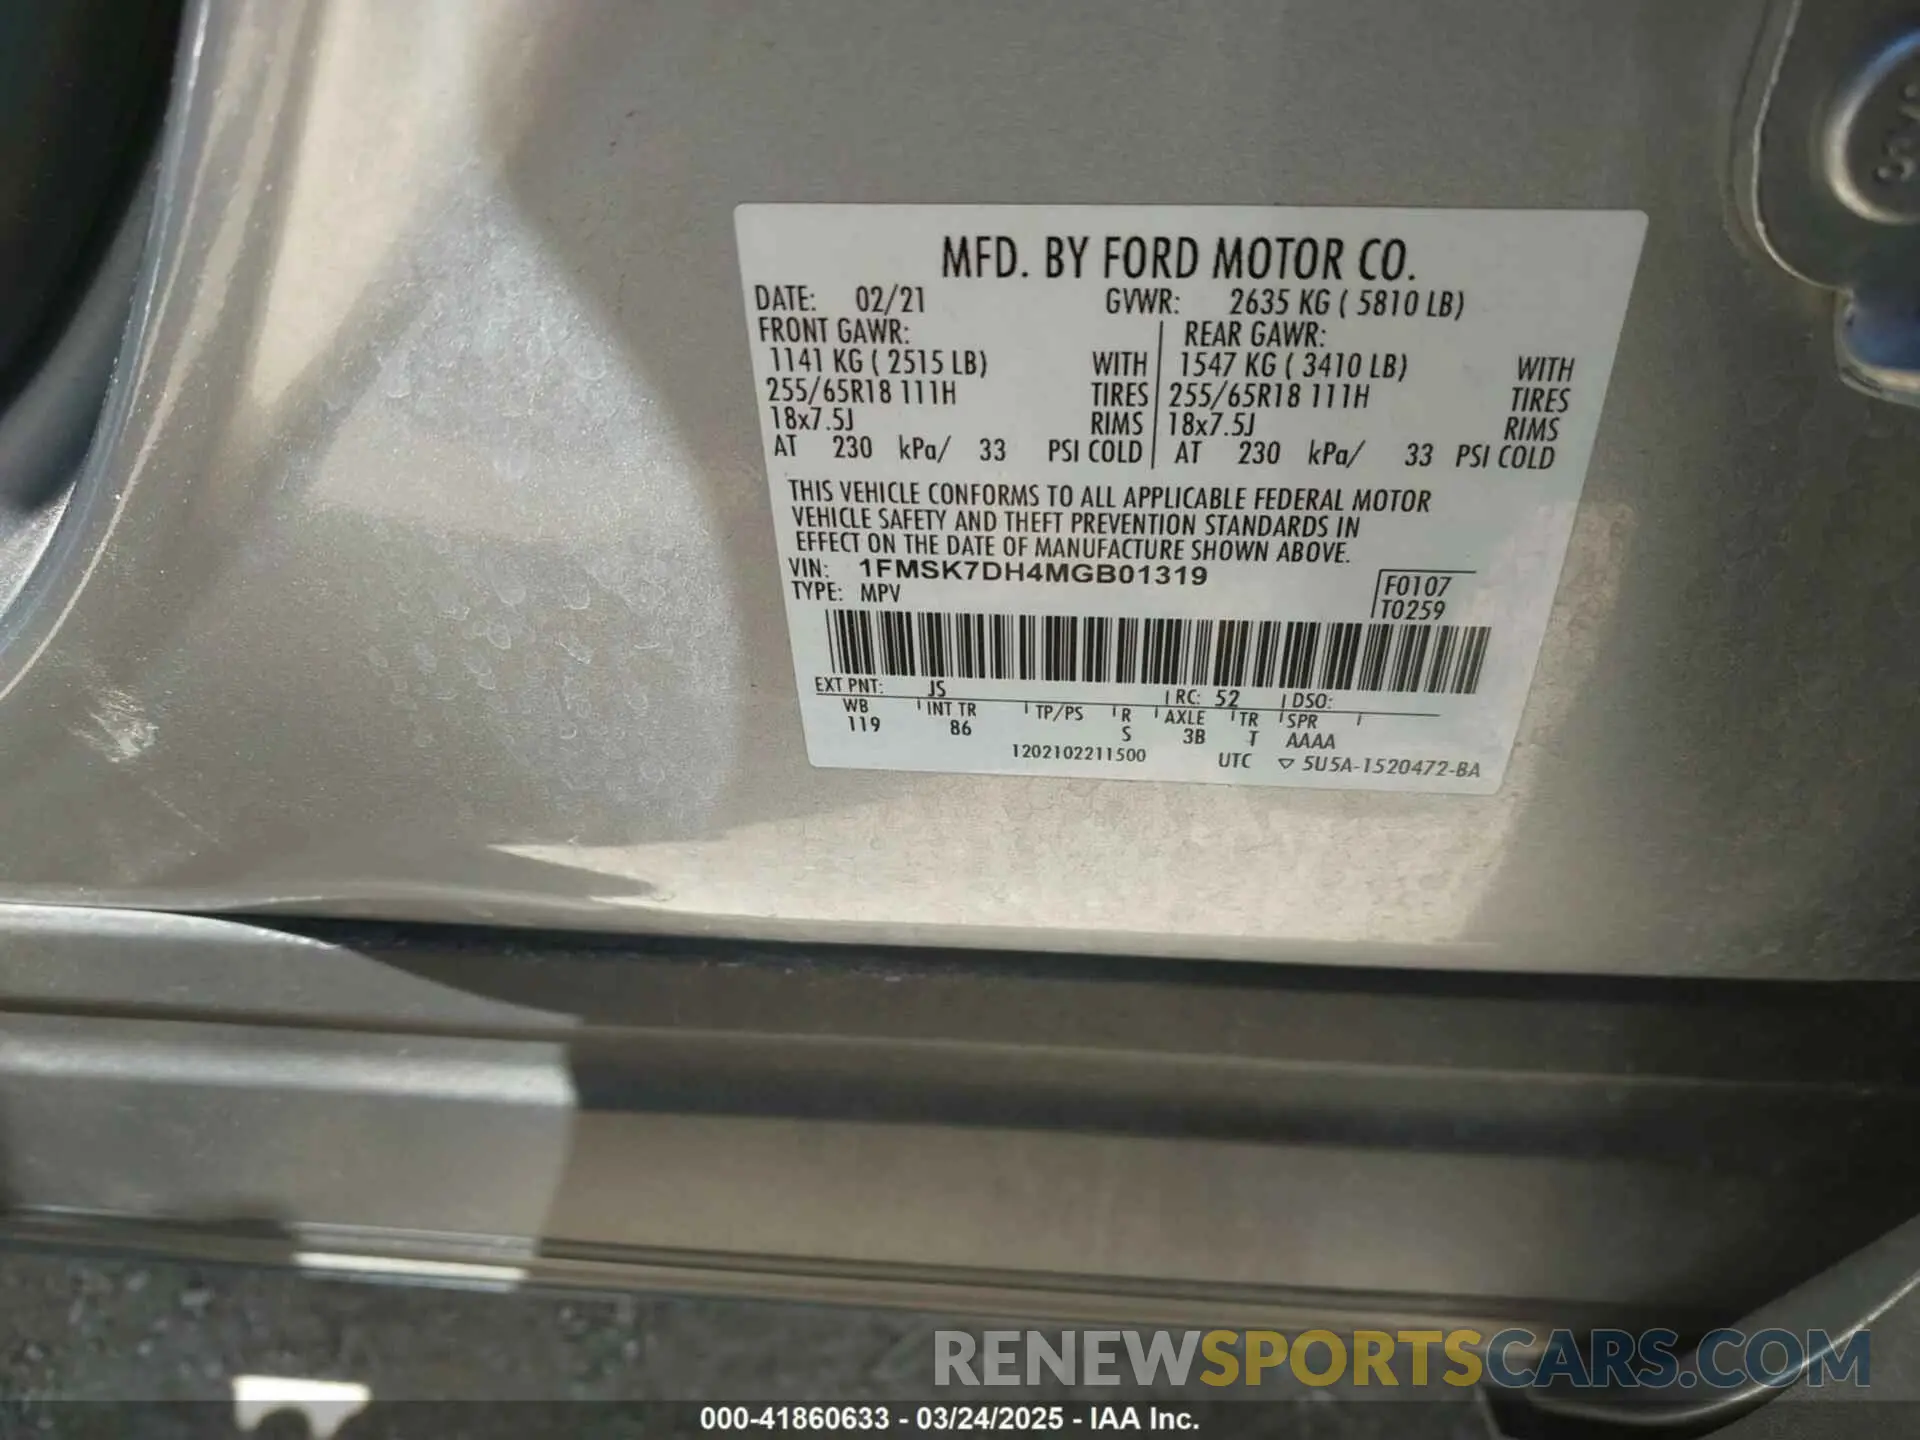 MFD. BY FORD MOTOR CO.
DATE: 02/21 GVWR: 2635 KG ( 5810 LB)
FRONT GAWR: REAR GAWR:
1141 KG ( 2515 LB) WITH 1547 KG ( 3410 LB) WITH
255/65R18 111H TIRES 255/65R18 111H TIRES
18x7.5J RIMS 18x7.5J RIMS
AT 230 kPa/ 33 PSI COLD AT 230 kPa/ 33 PSI COLD
THIS VEHICLE CONFORMS TO ALL APPLICABLE FEDERAL MOTOR
VEHICLE SAFETY AND THEFT PREVENTION STANDARDS IN
EFFECT ON THE DATE OF MANUFACTURE SHOWN ABOVE.
VIN: 1FMSK7DH4MGB01319
TYPE: MPV
F0107
T0259
EXT PNT: JS RC: 52 DSO:
WB INT TR TP/PS R AXLE TR SPR
119 86 S 3B T AAAA
1202102211500 UTC ▽ 5U5A-1520472-BA
RENEWSPORTSCARS.COM
000-41860633 - 03/24/2025 - IAA Inc.